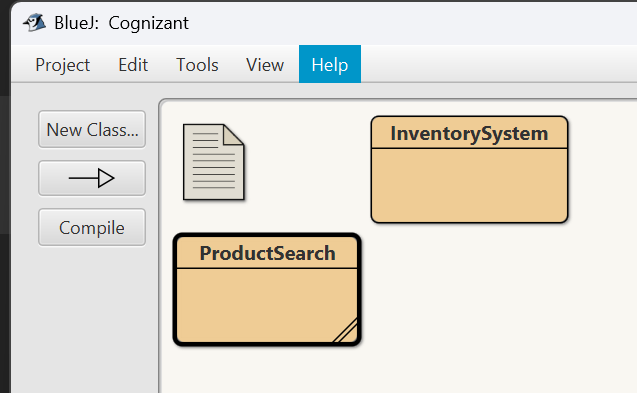 BlueJ: Cognizant
Project Edit Tools View Help
New Class...
InventorySystem
Compile
ProductSearch